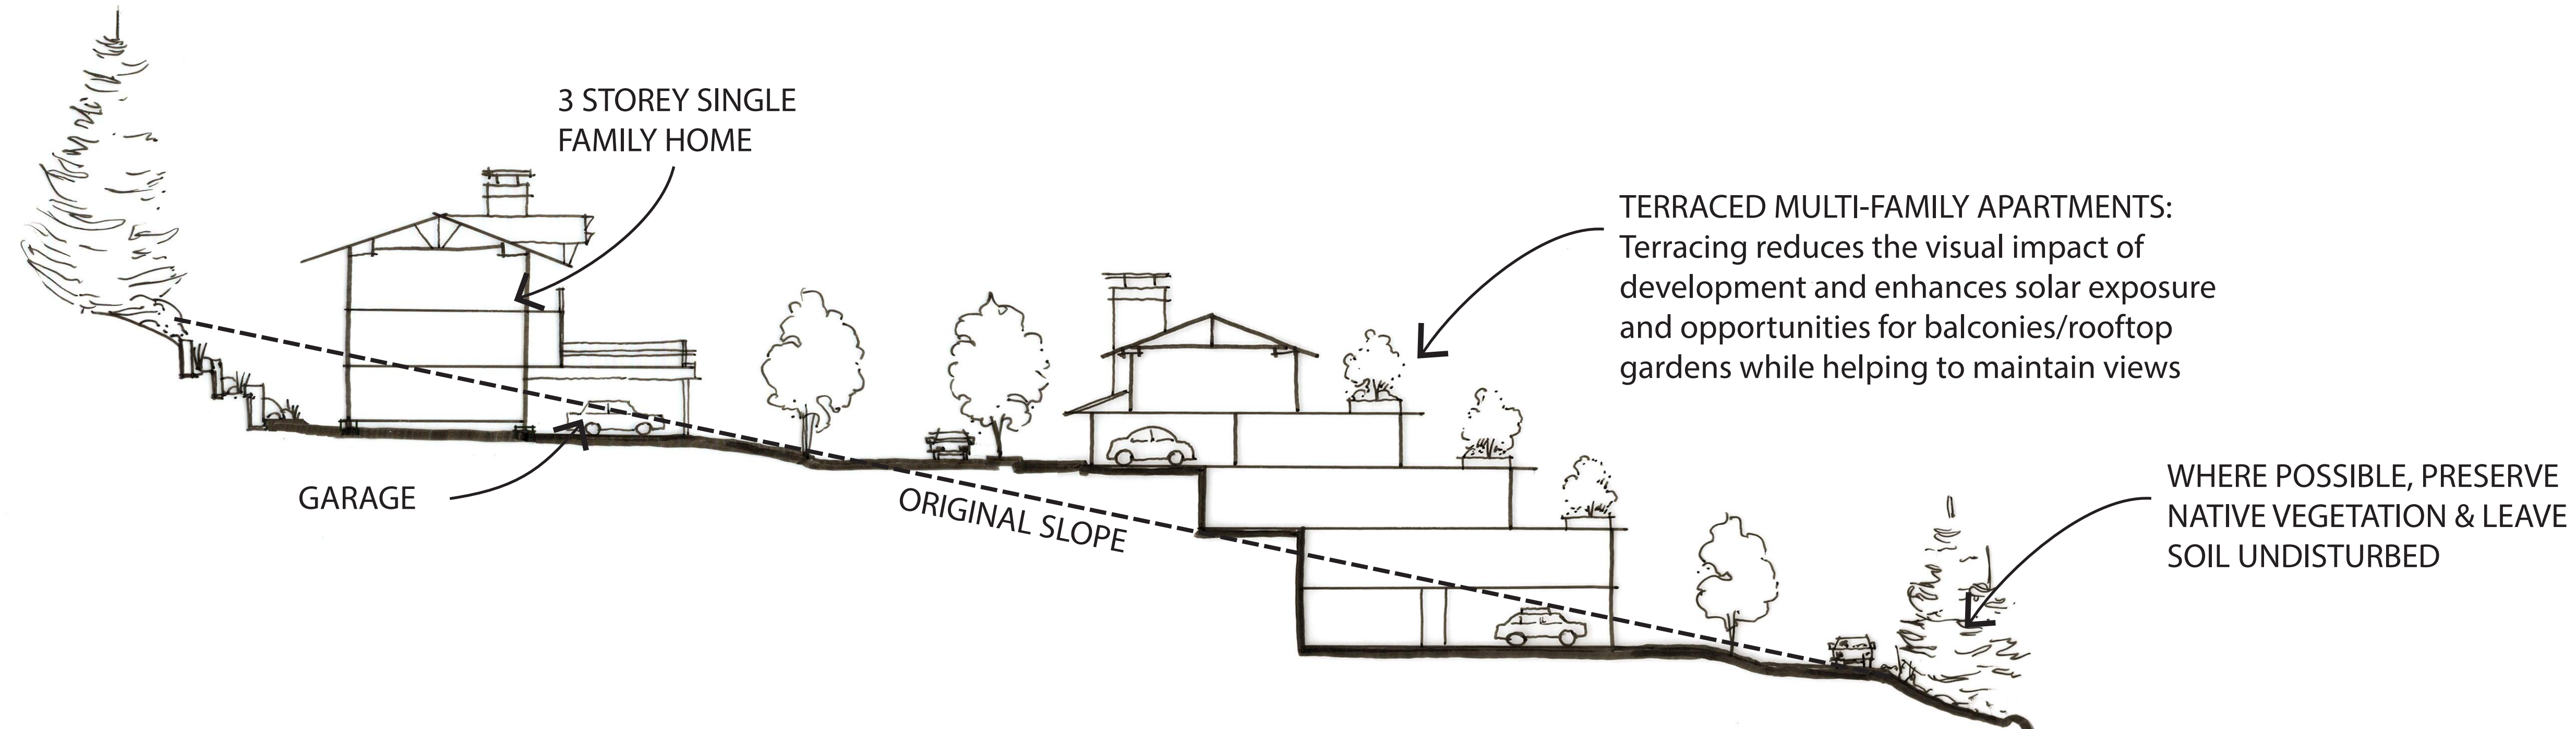 3 STOREY SINGLE
FAMILY HOME
TERRACED MULTI-FAMILY APARTMENTS:
Terracing reduces the visual impact of
development and enhances solar exposure
and opportunities for balconies/rooftop
gardens while helping to maintain views
GARAGE
ORIGINAL SLOPE
WHERE POSSIBLE, PRESERVE
NATIVE VEGETATION & LEAVE
SOIL UNDISTURBED